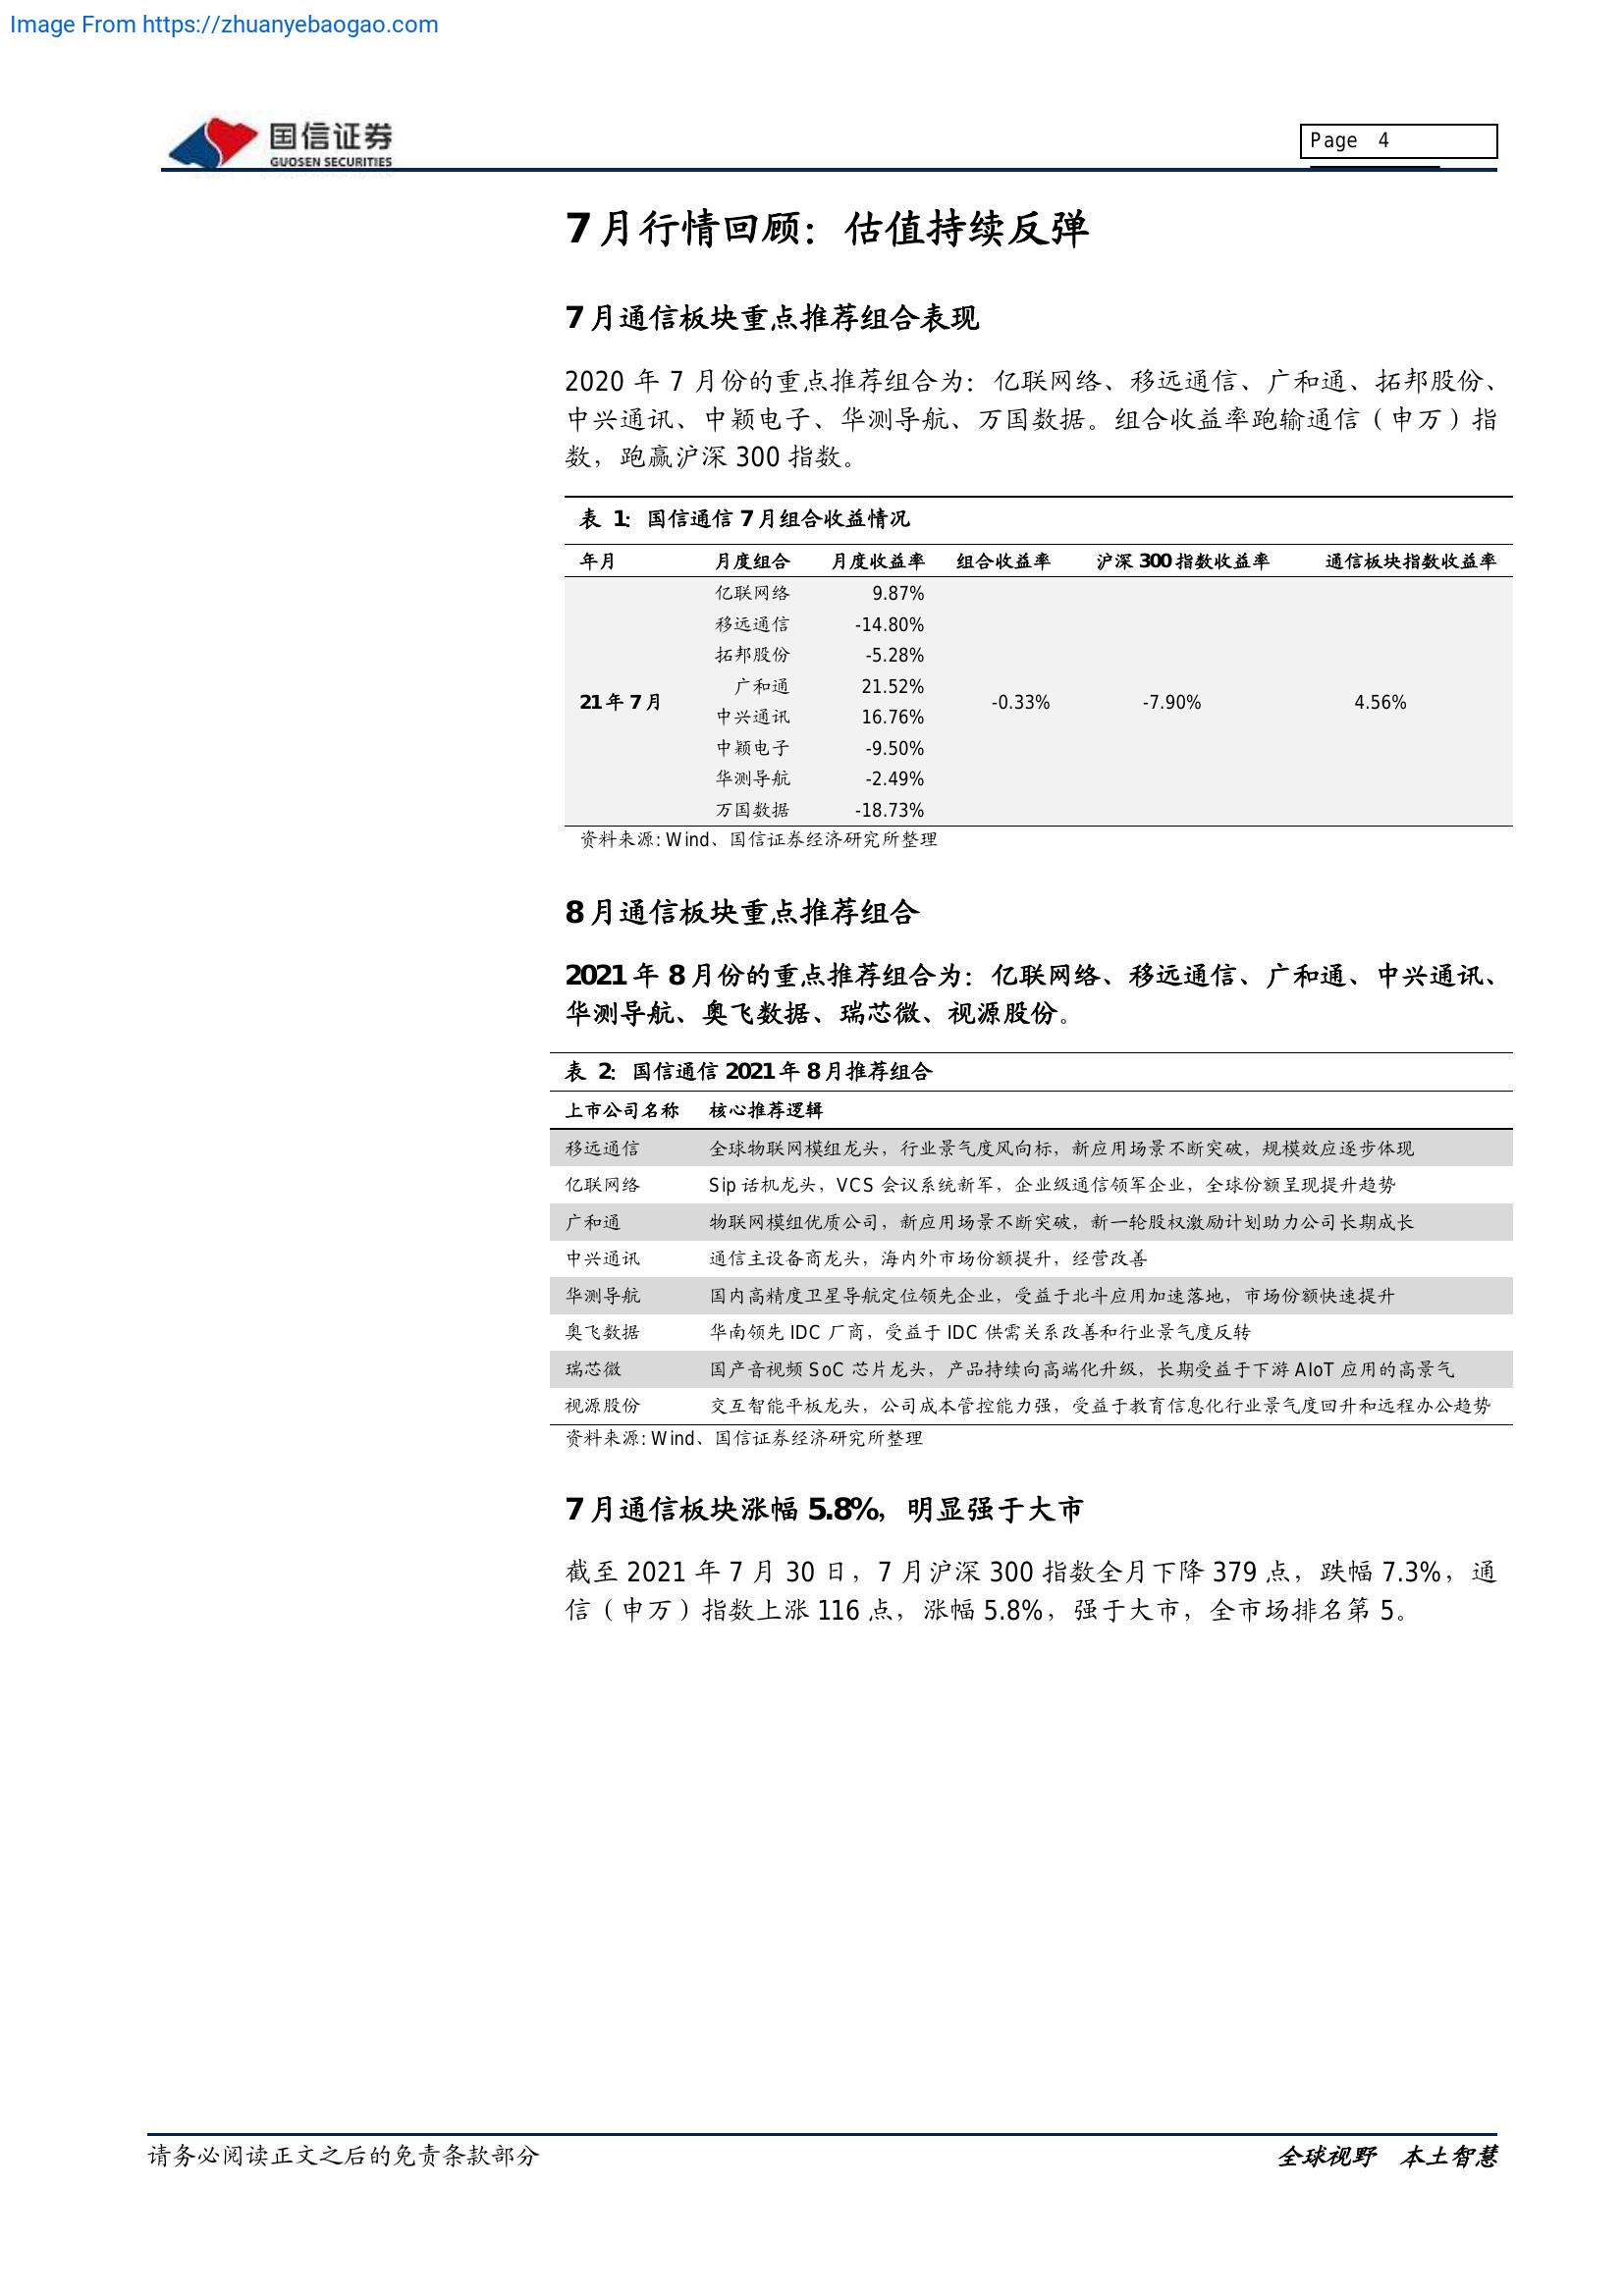 Image From https://zhuanyebaogao.com
国信证券
GUOSEN SECURITIES
Page 4
7月行情回顾：估值持续反弹
7月通信板块重点推荐组合表现
2020 年 7 月份的重点推荐组合为：亿联网络、移远通信、广和通、拓邦股份、
中兴通讯、中颖电子、华测导航、万国数据。组合收益率跑输通信（申万）指
数，跑赢沪深 300 指数。
表 1：国信通信 7 月组合收益情况
年月 月度组合 月度收益率 组合收益率 沪深 300 指数收益率 通信板块指数收益率
亿联网络 9.87%
移远通信 -14.80%
拓邦股份 -5.28%
广和通 21.52%
21 年 7 月 -0.33% -7.90% 4.56%
中兴通讯 16.76%
中颖电子 -9.50%
华测导航 -2.49%
万国数据 -18.73%
资料来源: Wind、国信证券经济研究所整理
8月通信板块重点推荐组合
2021 年 8 月份的重点推荐组合为：亿联网络、移远通信、广和通、中兴通讯、
华测导航、奥飞数据、瑞芯微、视源股份。
表 2：国信通信 2021 年 8 月推荐组合
上市公司名称 核心推荐逻辑
移远通信 全球物联网模组龙头，行业景气度风向标，新应用场景不断突破，规模效应逐步体现
亿联网络 Sip 话机龙头，VCS 会议系统新军，企业级通信领军企业，全球份额呈现提升趋势
广和通 物联网模组优质公司，新应用场景不断突破，新一轮股权激励计划助力公司长期成长
中兴通讯 通信主设备商龙头，海内外市场份额提升，经营改善
华测导航 国内高精度卫星导航定位领先企业，受益于北斗应用加速落地，市场份额快速提升
奥飞数据 华南领先 IDC 厂商，受益于 IDC 供需关系改善和行业景气度反转
瑞芯微 国产音视频 SoC 芯片龙头，产品持续向高端化升级，长期受益于下游 AIoT 应用的高景气
视源股份 交互智能平板龙头，公司成本管控能力强，受益于教育信息化行业景气度回升和远程办公趋势
资料来源: Wind、国信证券经济研究所整理
7月通信板块涨幅 5.8%，明显强于大市
截至 2021 年 7 月 30 日，7 月沪深 300 指数全月下降 379 点，跌幅 7.3%，通
信（申万）指数上涨 116 点，涨幅 5.8%，强于大市，全市场排名第 5。
请务必阅读正文之后的免责条款部分
全球视野 本土智慧